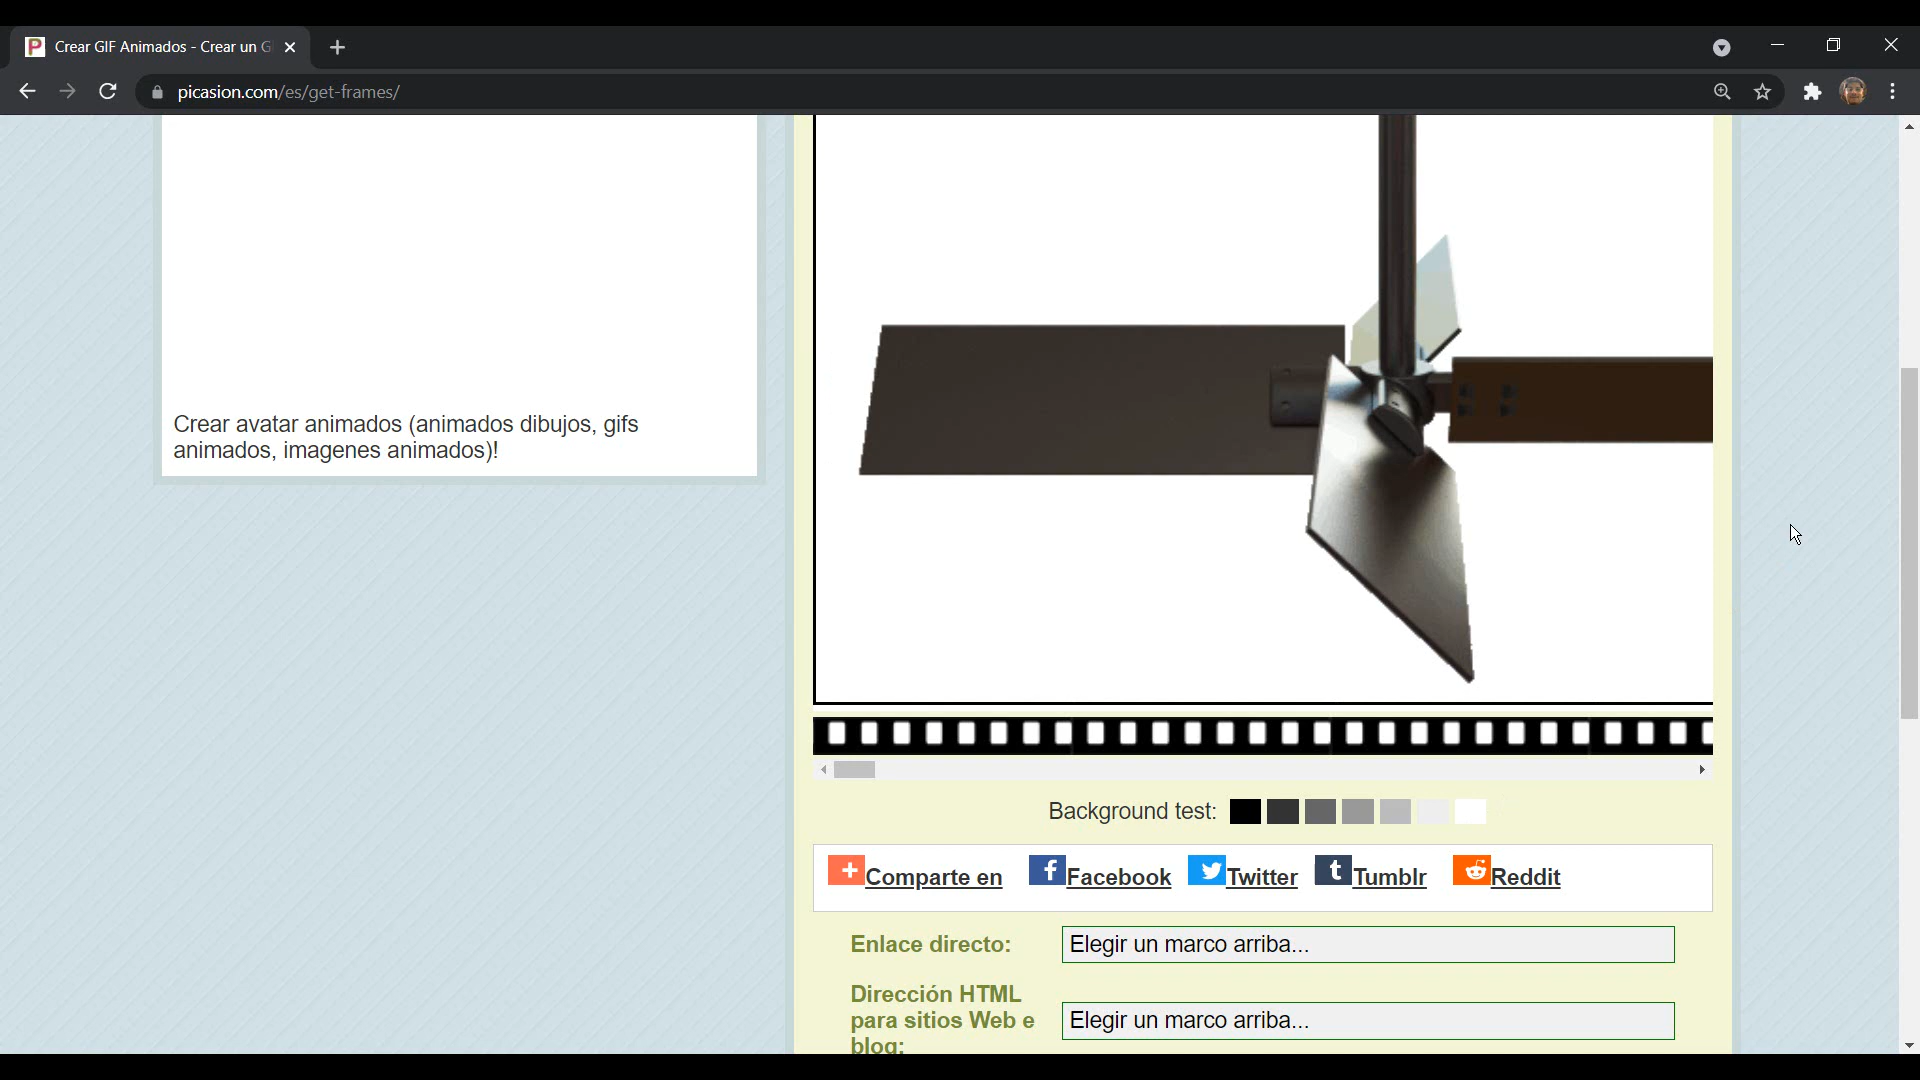 Crear GIF Animados - Crear un G
picasion.com/es/get-frames/
Crear avatar animados (animados dibujos, gifs
animados, imagenes animados)!
Background test:
Comparte en Facebook Twitter Tumblr Reddit
Enlace directo: Elegir un marco arriba...
Dirección HTML
para sitios Web e
blog:
Elegir un marco arriba...